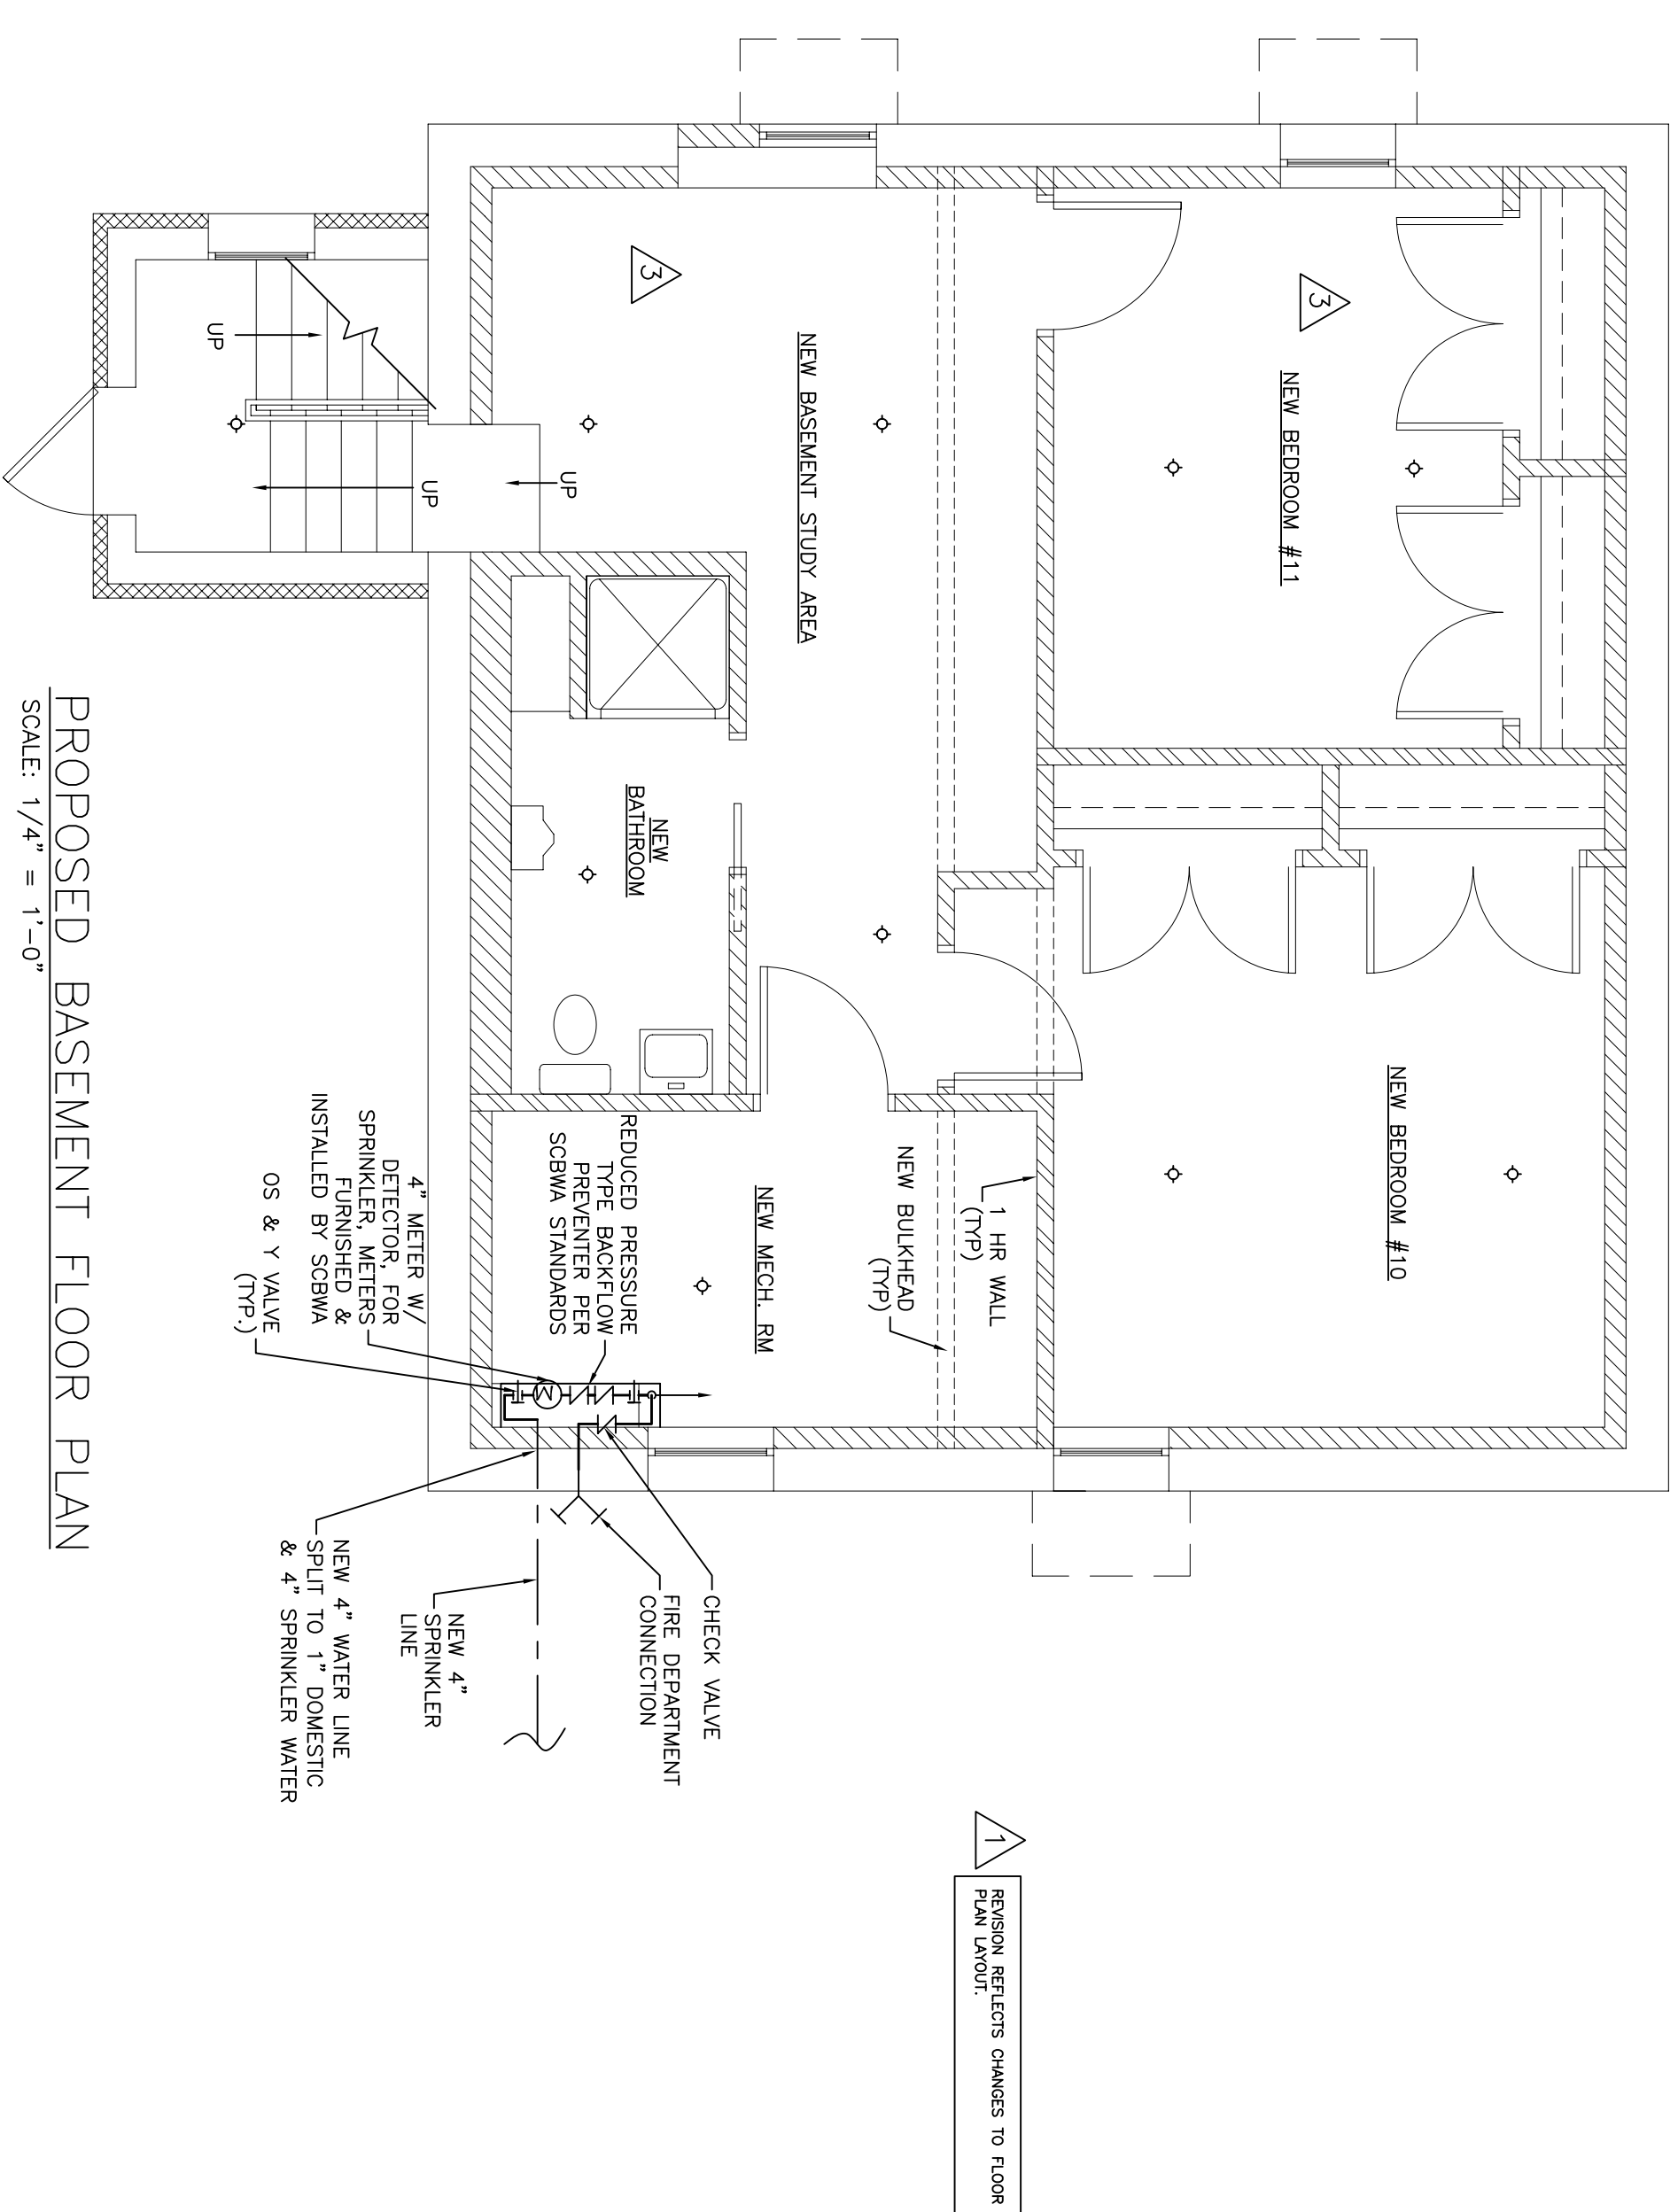 NEW BEDROOM #11
3
NEW BEDROOM #10
NEW BASEMENT STUDY AREA
3
1 HR WALL
(TYP)
NEW BULKHEAD
(TYP)
NEW MECH. RM
NEW
BATHROOM
REDUCED PRESSURE
TYPE BACKFLOW
PREVENTER PER
SCBWA STANDARDS
UP
UP
UP
4" METER W/
DETECTOR, FOR
SPRINKLER, METERS
FURNISHED &
INSTALLED BY SCBWA
OS & Y VALVE
(TYP.)
CHECK VALVE
FIRE DEPARTMENT
CONNECTION
NEW 4"
SPRINKLER
LINE
NEW 4" WATER LINE
SPLIT TO 1" DOMESTIC
& 4" SPRINKLER WATER
M
1
REVISION REFLECTS CHANGES TO FLOOR
PLAN LAYOUT.
PROPOSED BASEMENT FLOOR PLAN
SCALE: 1/4" = 1'-0"